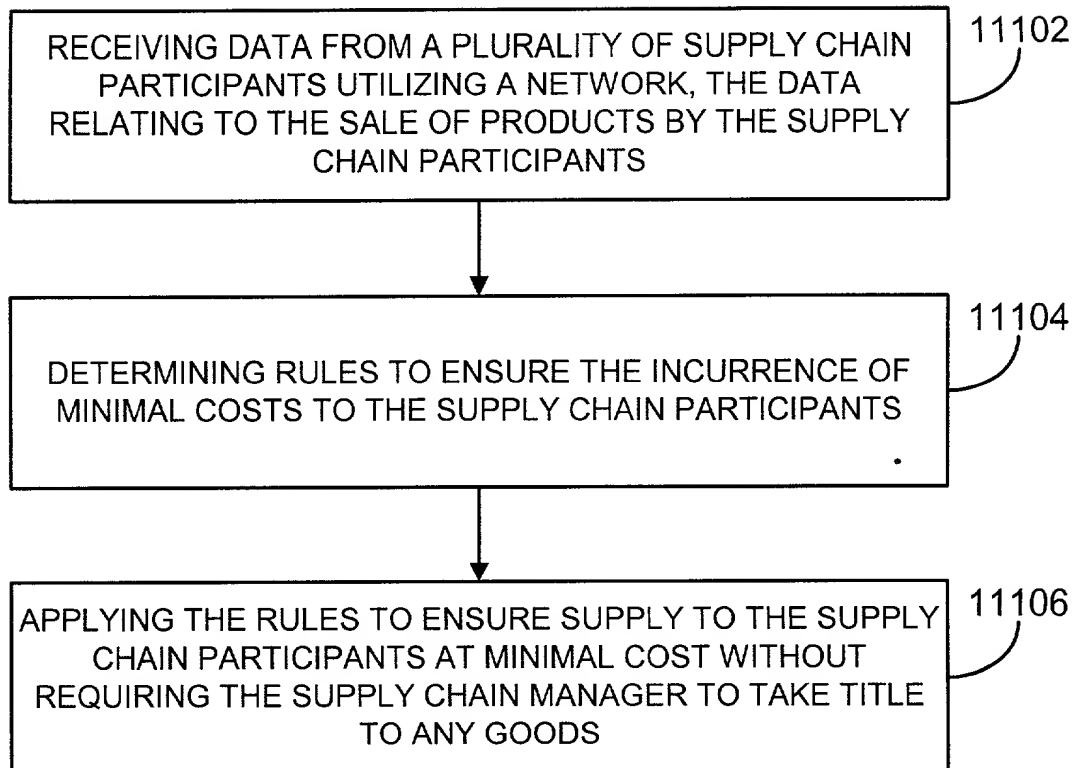 RECEIVING DATA FROM A PLURALITY OF SUPPLY CHAIN
PARTICIPANTS UTILIZING A NETWORK, THE DATA
RELATING TO THE SALE OF PRODUCTS BY THE SUPPLY
CHAIN PARTICIPANTS
11102
DETERMINING RULES TO ENSURE THE INCURRENCE OF
MINIMAL COSTS TO THE SUPPLY CHAIN PARTICIPANTS
11104
APPLYING THE RULES TO ENSURE SUPPLY TO THE SUPPLY
CHAIN PARTICIPANTS AT MINIMAL COST WITHOUT
REQUIRING THE SUPPLY CHAIN MANAGER TO TAKE TITLE
TO ANY GOODS
11106